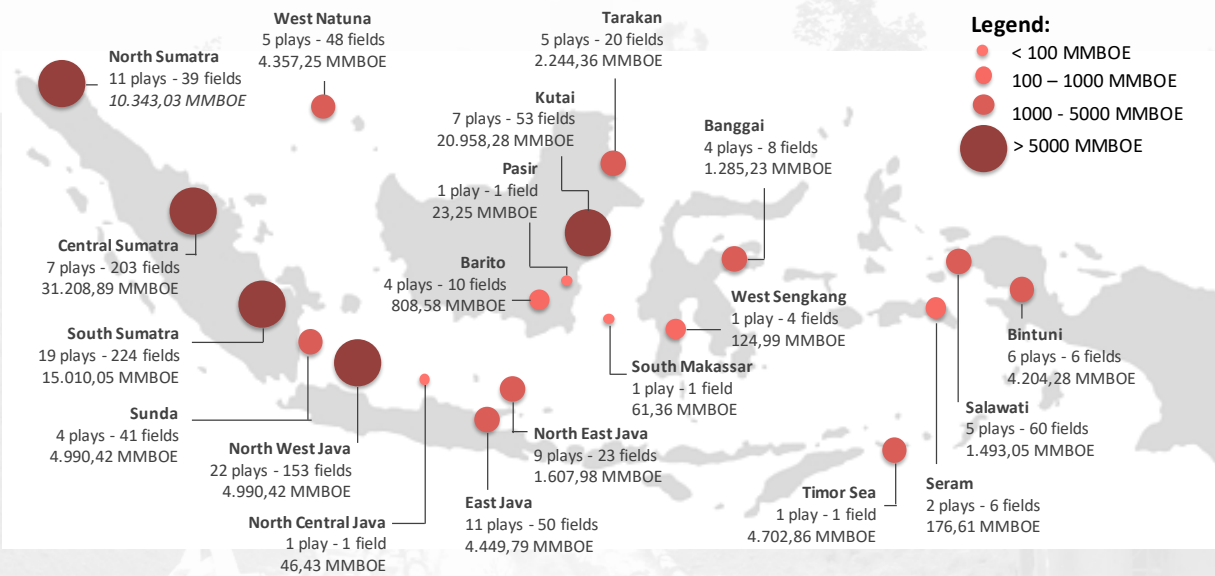 West Natuna
5 plays - 48 fields
4.357,25 MMBOE
Tarakan
5 plays - 20 fields
2.244,36 MMBOE
Legend:
< 100 MMBOE
100 – 1000 MMBOE
1000 - 5000 MMBOE
> 5000 MMBOE
North Sumatra
11 plays - 39 fields
10.343,03 MMBOE
Kutai
7 plays - 53 fields
20.958,28 MMBOE
Banggai
4 plays - 8 fields
1.285,23 MMBOE
Pasir
1 play - 1 field
23,25 MMBOE
Central Sumatra
7 plays - 203 fields
31.208,89 MMBOE
Barito
4 plays - 10 fields
808,58 MMBOE
West Sengkang
1 play - 4 fields
124,99 MMBOE
South Sumatra
19 plays - 224 fields
15.010,05 MMBOE
Bintuni
6 plays - 6 fields
4.204,28 MMBOE
South Makassar
1 play - 1 field
61,36 MMBOE
Sunda
4 plays - 41 fields
4.990,42 MMBOE
Salawati
5 plays - 60 fields
1.493,05 MMBOE
North West Java
22 plays - 153 fields
4.990,42 MMBOE
North East Java
9 plays - 23 fields
1.607,98 MMBOE
Seram
2 plays - 6 fields
176,61 MMBOE
Timor Sea
1 play - 1 field
4.702,86 MMBOE
East Java
11 plays - 50 fields
4.449,79 MMBOE
North Central Java
1 play - 1 field
46,43 MMBOE